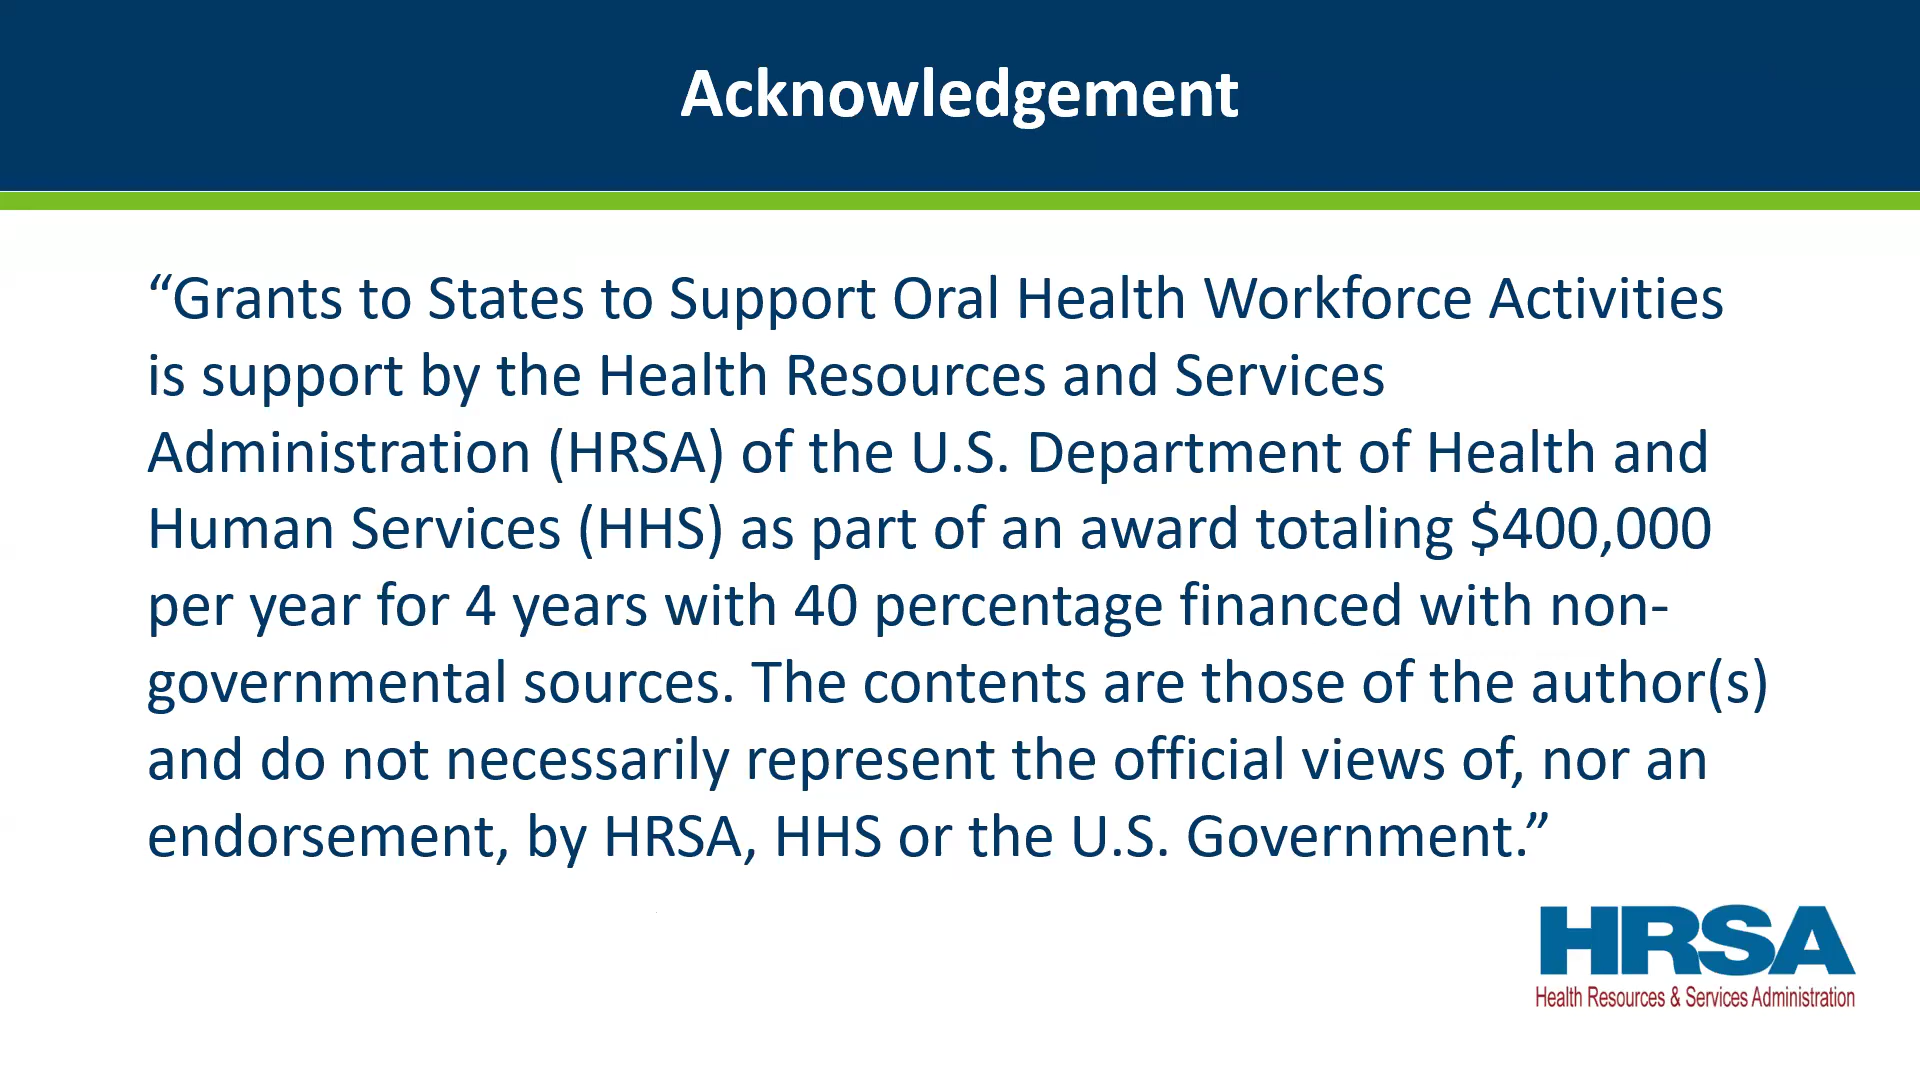 Acknowledgement
“Grants to States to Support Oral Health Workforce Activities
is support by the Health Resources and Services
Administration (HRSA) of the U.S. Department of Health and
Human Services (HHS) as part of an award totaling $400,000
per year for 4 years with 40 percentage financed with non-
governmental sources. The contents are those of the author(s)
and do not necessarily represent the official views of, nor an
endorsement, by HRSA, HHS or the U.S. Government.”
HRSA
Health Resources & Services Administration